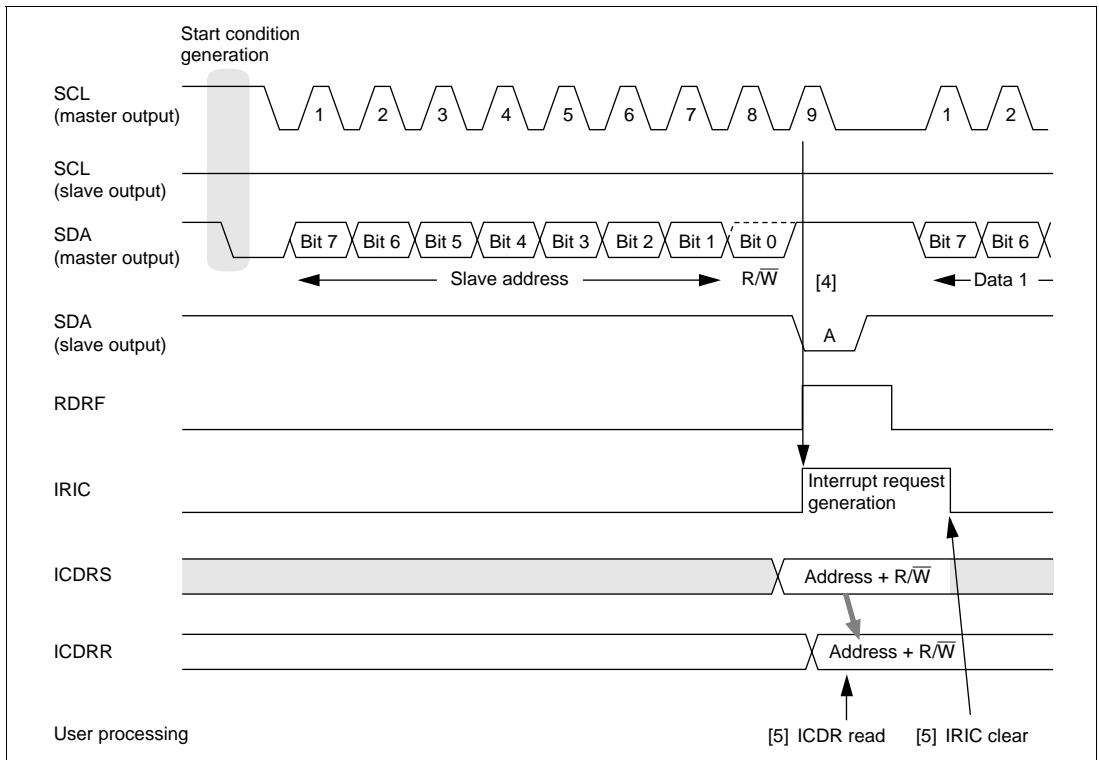 Start condition
generation
SCL
(master output)
1 2 3 4 5 6 7 8 9 1 2
SCL
(slave output)
SDA
(master output)
Bit 7 Bit 6 Bit 5 Bit 4 Bit 3 Bit 2 Bit 1 Bit 0 Bit 7 Bit 6
Slave address R/W̅ [4] Data 1
SDA
(slave output)
A
RDRF
IRIC
Interrupt request
generation
ICDRS
Address + R/W̅
ICDRR
Address + R/W̅
User processing
[5] ICDR read [5] IRIC clear